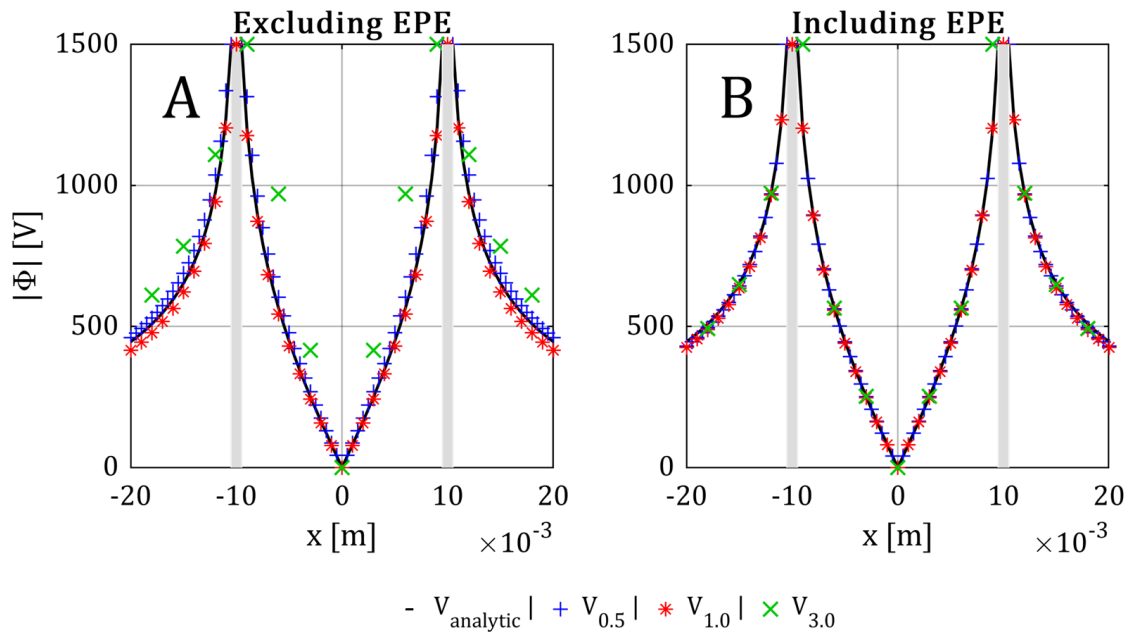 Excluding EPE
Including EPE
A
B
|Φ| [V]
1500
1000
500
0
-20 -10 0 10 20
x [m]
×10⁻³
1500
1000
500
0
-20 -10 0 10 20
x [m]
×10⁻³
- V_analytic | + V_0.5 | * V_1.0 | × V_3.0